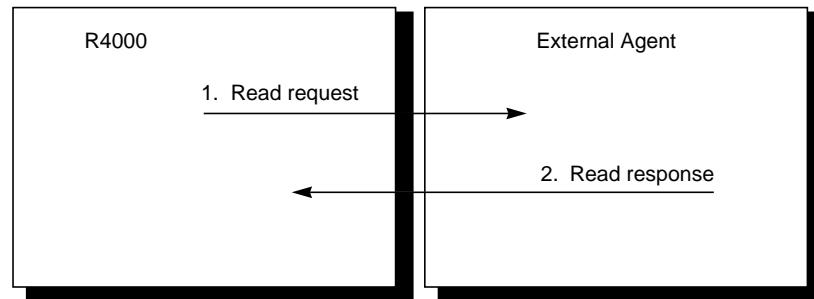 R4000
External Agent
1. Read request
2. Read response